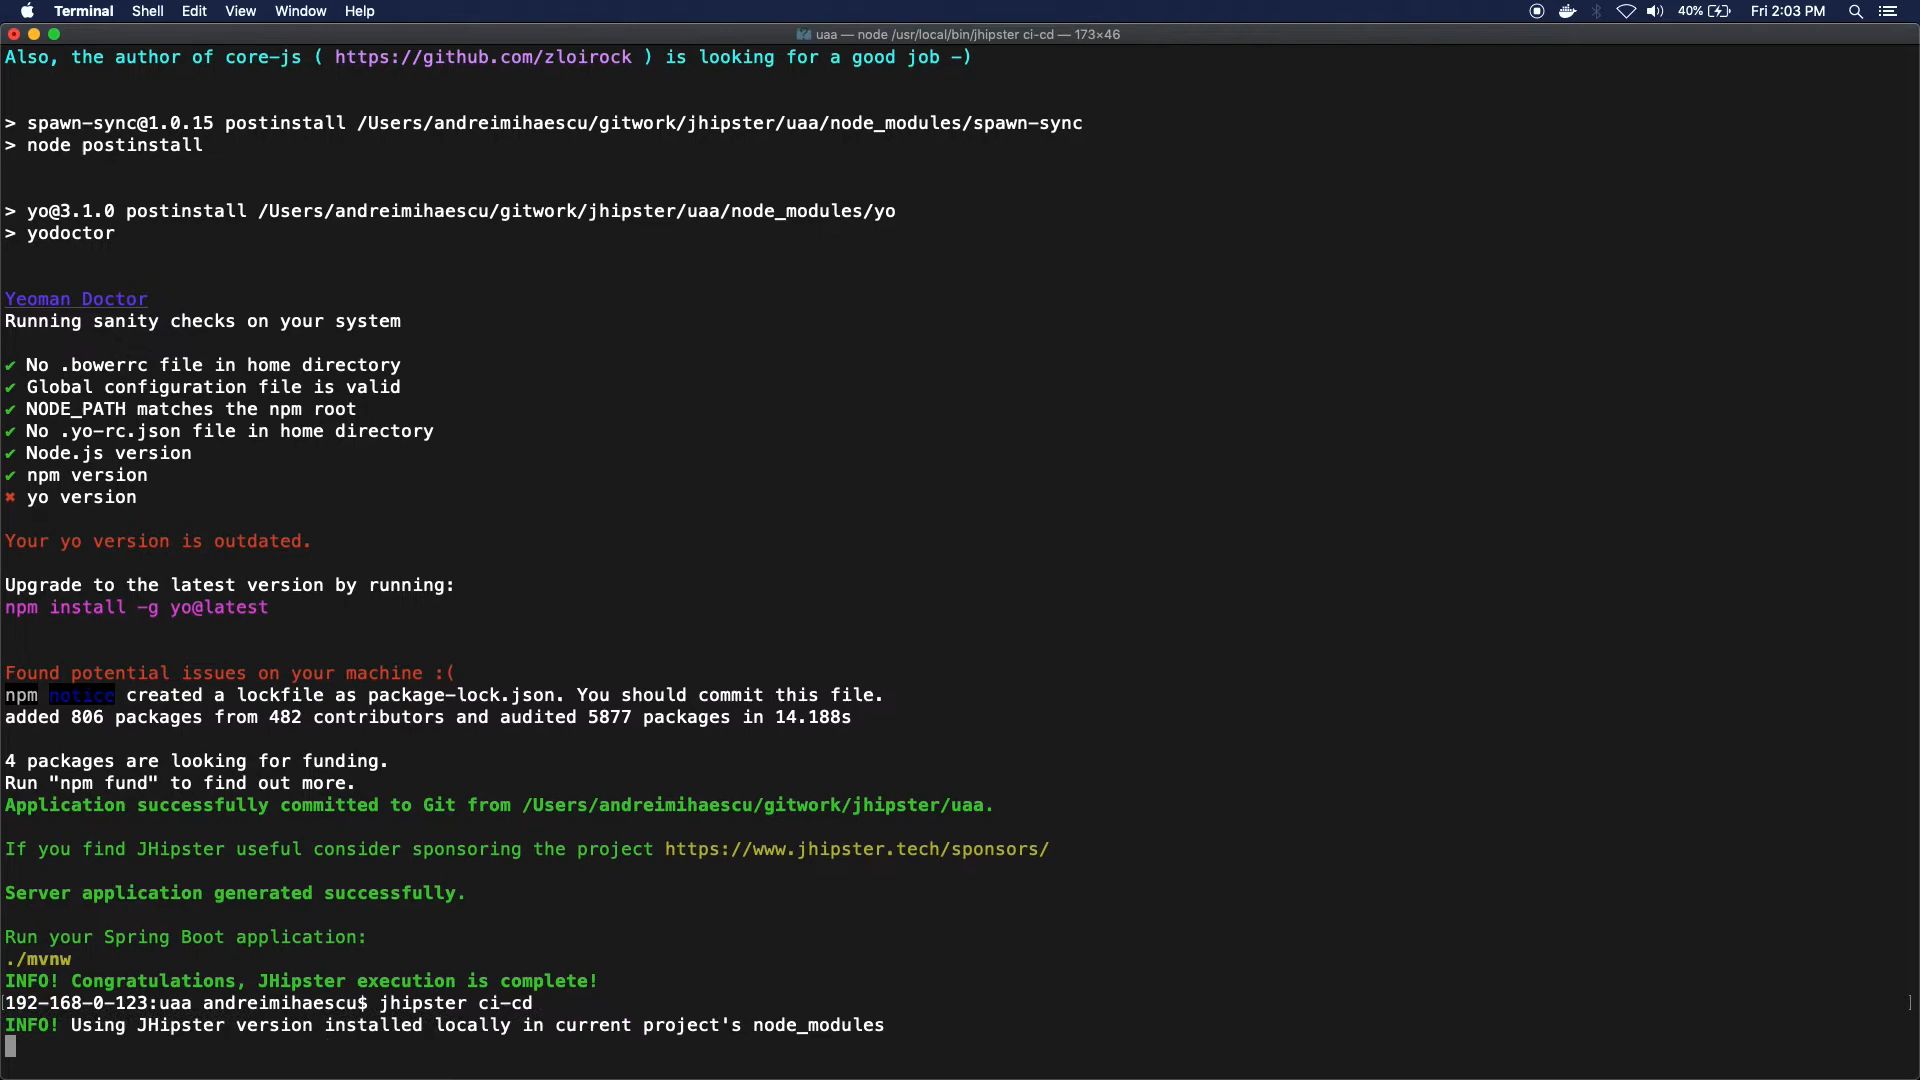 Terminal Shell Edit View Window Help 40% Fri 2:03 PM
uaa — node /usr/local/bin/jhipster ci-cd — 173×46
Also, the author of core-js ( https://github.com/zloirock ) is looking for a good job -)
> spawn-sync@1.0.15 postinstall /Users/andreimihaescu/gitwork/jhipster/uaa/node_modules/spawn-sync
> node postinstall
> yo@3.1.0 postinstall /Users/andreimihaescu/gitwork/jhipster/uaa/node_modules/yo
> yodoctor
Yeoman Doctor
Running sanity checks on your system
✔ No .bowerrc file in home directory
✔ Global configuration file is valid
✔ NODE_PATH matches the npm root
✔ No .yo-rc.json file in home directory
✔ Node.js version
✔ npm version
✖ yo version
Your yo version is outdated.
Upgrade to the latest version by running:
npm install -g yo@latest
Found potential issues on your machine :(
npm notice created a lockfile as package-lock.json. You should commit this file.
added 806 packages from 482 contributors and audited 5877 packages in 14.188s
4 packages are looking for funding.
Run "npm fund" to find out more.
Application successfully committed to Git from /Users/andreimihaescu/gitwork/jhipster/uaa.
If you find JHipster useful consider sponsoring the project https://www.jhipster.tech/sponsors/
Server application generated successfully.
Run your Spring Boot application:
./mvnw
INFO! Congratulations, JHipster execution is complete!
[192-168-0-123:uaa andreimihaescu$ jhipster ci-cd ]
INFO! Using JHipster version installed locally in current project's node_modules